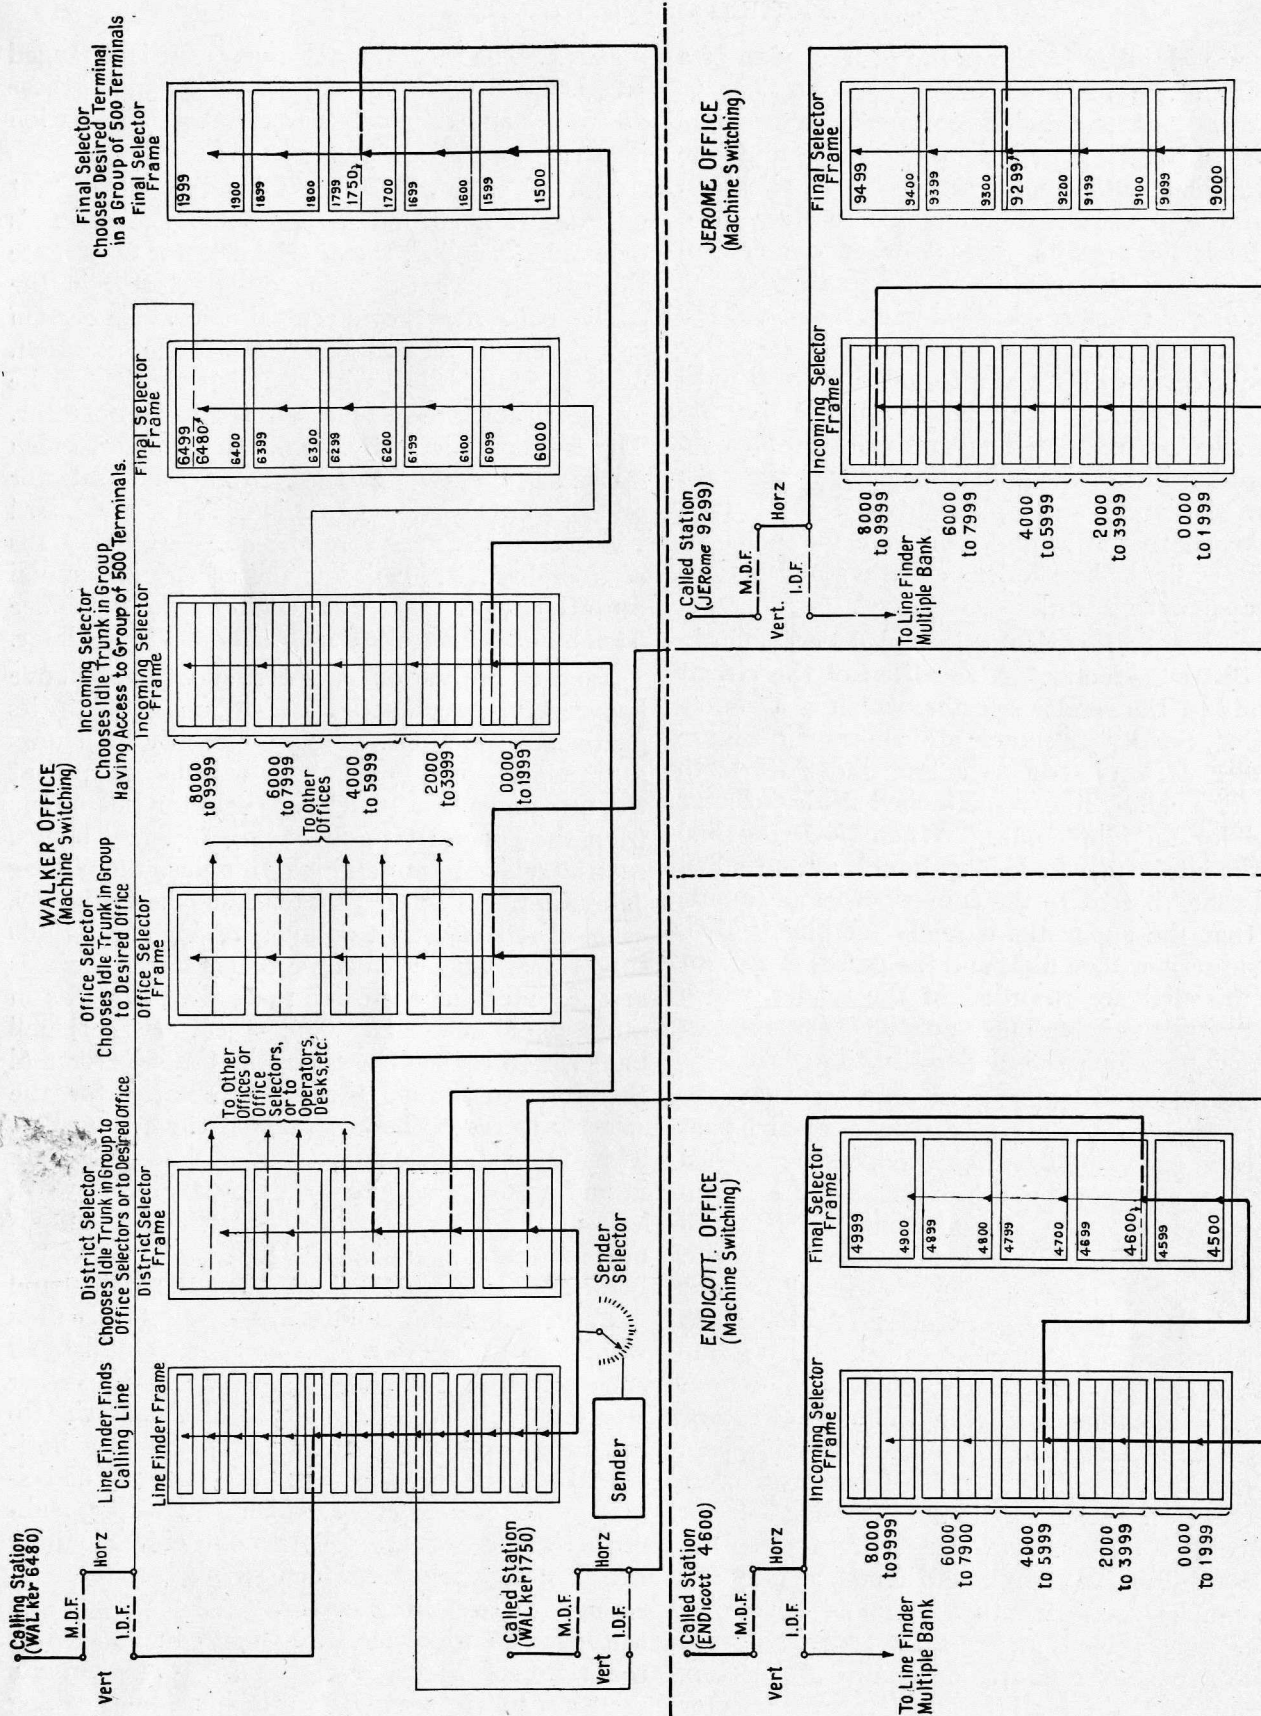 WALKER OFFICE
(Machine Switching)
Calling Station
(WALker 6480)
M.D.F.
Horz
Vert
I.D.F.
Line Finder Finds
Calling Line
Line Finder Frame
District Selector
Chooses Idle Trunk in Group to
Office Selectors or to Desired Office
District Selector
Frame
To Other
Offices or
Office
Selectors,
or to
Operators,
Desks, etc.
Office Selector
Chooses Idle Trunk in Group
to Desired Office
Office Selector
Frame
To Other
Offices
Incoming Selector
Chooses Idle Trunk in Group
Having Access to Group of 500 Terminals.
Incoming Selector
Frame
8000
to 9999
6000
to 7999
4000
to 5999
2000
to 3999
0000
to 1999
Final Selector
Frame
6499
6480
6400
6399
6300
6299
6200
6199
6100
6099
6000
Final Selector
Chooses Desired Terminal
in a Group of 500 Terminals
Final Selector
Frame
1999
1900
1899
1800
1799
1750
1700
1699
1600
1599
1500
Sender
Sender
Selector
Called Station
(WALker 1750)
M.D.F.
Horz
Vert
I.D.F.
ENDICOTT. OFFICE
(Machine Switching)
Called Station
(ENDicott 4600)
M.D.F.
Horz
Vert
I.D.F.
To Line Finder
Multiple Bank
Incoming Selector
Frame
8000
to 9999
6000
to 7900
4000
to 5999
2000
to 3999
0000
to 1999
Final Selector
Frame
4999
4900
4899
4800
4799
4700
4699
4600
4599
4500
JEROME OFFICE
(Machine Switching)
Called Station
(JERome 9299)
M.D.F.
Horz
Vert.
I.D.F.
To Line Finder
Multiple Bank
Incoming Selector
Frame
8000
to 9999
6000
to 7999
4000
to 5999
2000
to 3999
0000
to 1999
Final Selector
Frame
9499
9400
9399
9300
9299
9200
9199
9100
9099
9000